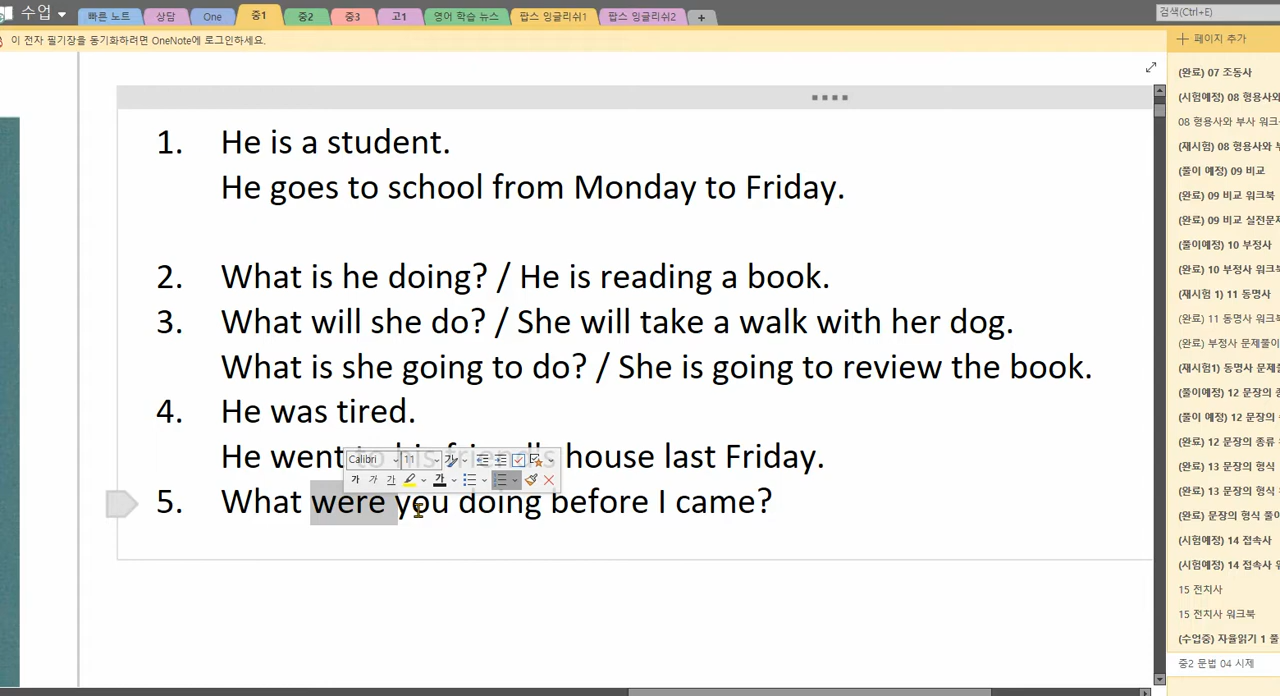 수업
빠른 노트 상담 One 중1 중2 중3 고1 영어 학습 뉴스 팝스 잉글리쉬1 팝스 잉글리쉬2 +
검색(Ctrl+E)
이 전자 필기장을 동기화하려면 OneNote에 로그인하세요.
1. He is a student.
He goes to school from Monday to Friday.
2. What is he doing? / He is reading a book.
3. What will she do? / She will take a walk with her dog.
What is she going to do? / She is going to review the book.
4. He was tired.
He went to his friend's house last Friday.
Calibri 11
가 가 가 가
5. What were you doing before I came?
페이지 추가
(완료) 07 조동사
(시험예정) 08 형용사와
08 형용사와 부사 워크
(재시험) 08 형용사와
(풀이 예정) 09 비교
(완료) 09 비교 워크북
(완료) 09 비교 실전문제
(풀이예정) 10 부정사
(완료) 10 부정사 워크북
(재시험 1) 11 동명사
(완료) 11 동명사 워크북
(완료) 부정사 문제풀이
(재시험1) 동명사 문제
(풀이예정) 12 문장의
(풀이 예정) 12 문장의
(완료) 12 문장의 종류
(완료) 13 문장의 형식
(완료) 13 문장의 형식
(완료) 문장의 형식 풀이
(시험예정) 14 접속사
(시험예정) 14 접속사
15 전치사
15 전치사 워크북
(수업중) 자율읽기 1 풀
중2 문법 04 시제